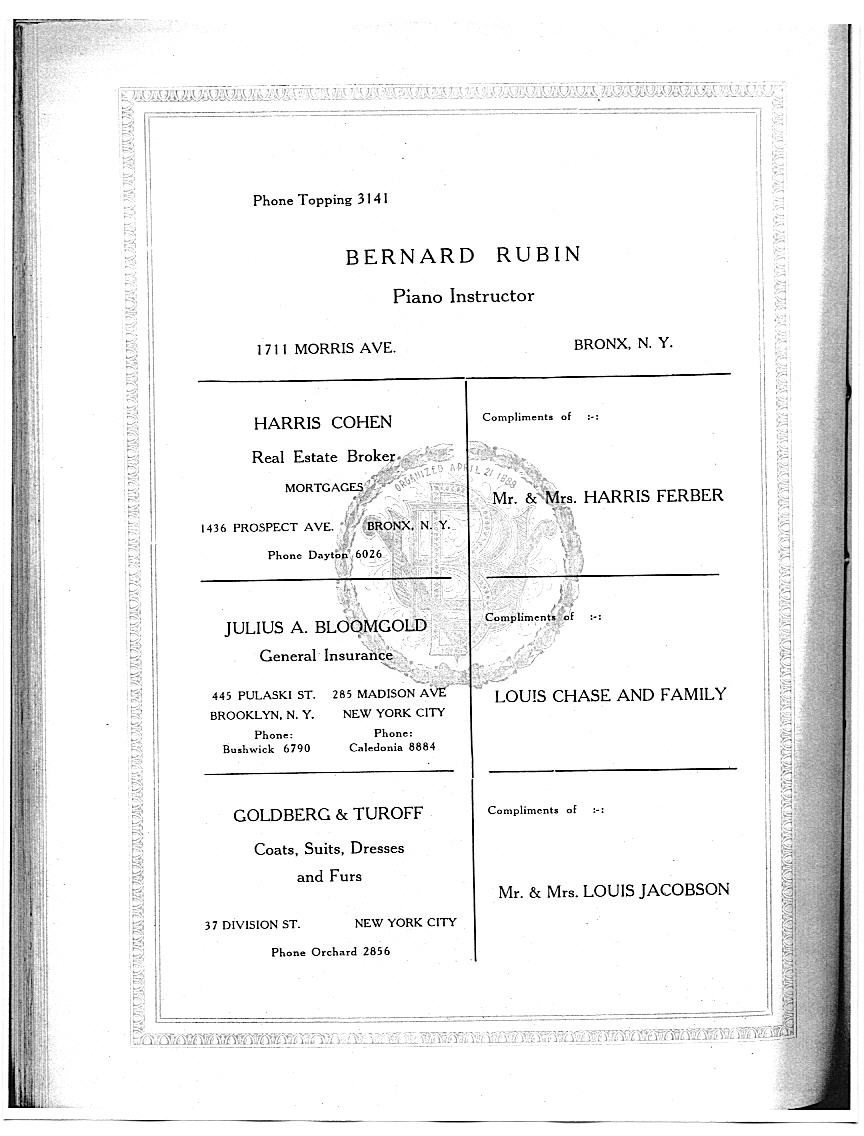 Phone Topping 3141
BERNARD RUBIN
Piano Instructor
1711 MORRIS AVE. BRONX, N. Y.
HARRIS COHEN
Real Estate Broker
MORTGAGES
1436 PROSPECT AVE. BRONX, N. Y.
Phone Dayton 6026
Compliments of :-:
Mr. & Mrs. HARRIS FERBER
ORGANIZED APRIL 21 1888
JULIUS A. BLOOMGOLD
General Insurance
445 PULASKI ST. 285 MADISON AVE
BROOKLYN, N. Y. NEW YORK CITY
Phone: Phone:
Bushwick 6790 Caledonia 8884
Compliments of :-:
LOUIS CHASE AND FAMILY
GOLDBERG & TUROFF
Coats, Suits, Dresses
and Furs
37 DIVISION ST. NEW YORK CITY
Phone Orchard 2856
Compliments of :-:
Mr. & Mrs. LOUIS JACOBSON